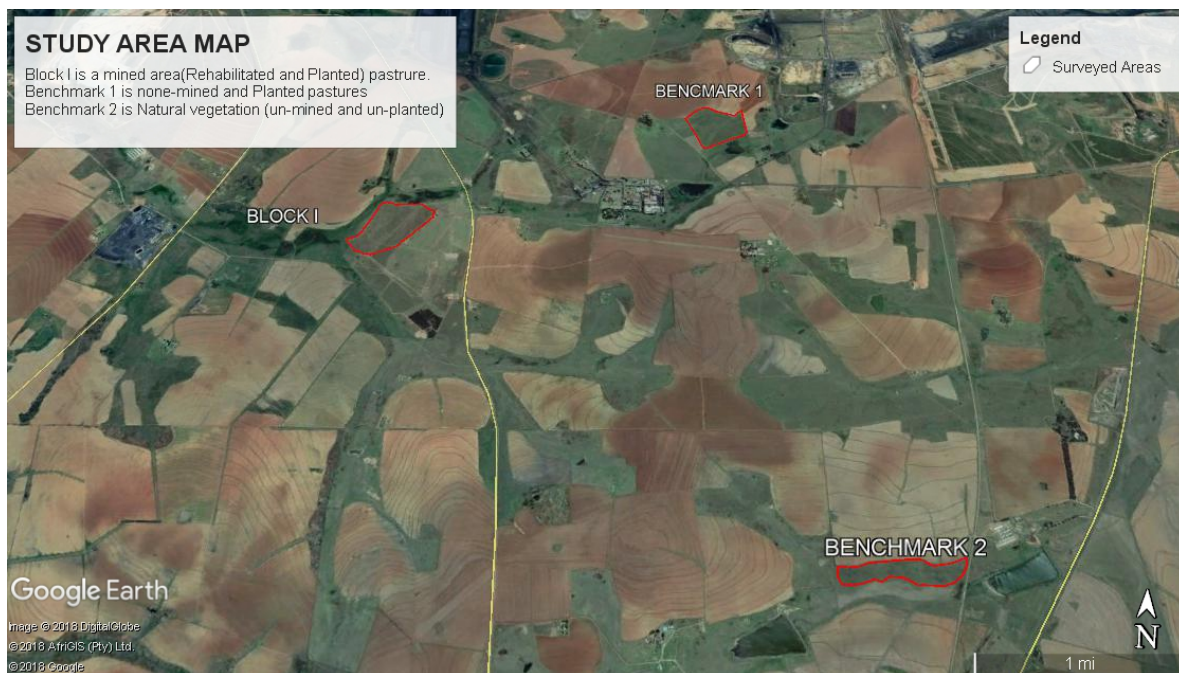 STUDY AREA MAP
Block I is a mined area(Rehabilitated and Planted) pastrure.
Benchmark 1 is none-mined and Planted pastures
Benchmark 2 is Natural vegetation (un-mined and un-planted)
Legend
Surveyed Areas
BENCMARK 1
BLOCK I
BENCHMARK 2
Google Earth
Image © 2018 DigitalGlobe
© 2018 AfriGIS (Pty) Ltd.
© 2018 Google
N
1 mi